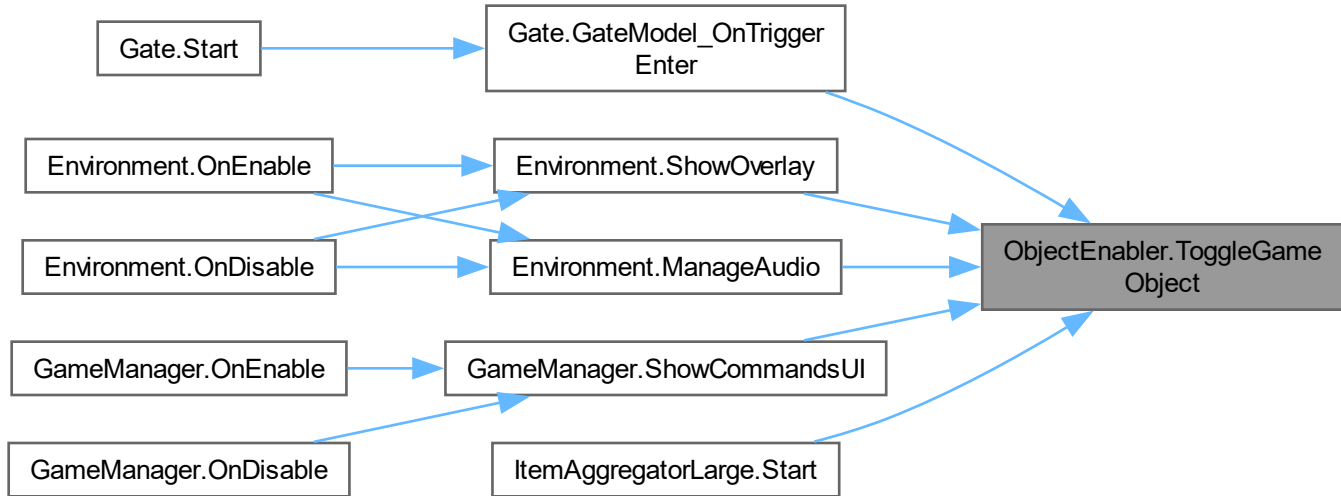 Gate.Start
Gate.GateModel_OnTrigger
Enter
Environment.OnEnable
Environment.ShowOverlay
ObjectEnabler.ToggleGame
Object
Environment.OnDisable
Environment.ManageAudio
GameManager.OnEnable
GameManager.ShowCommandsUI
GameManager.OnDisable
ItemAggregatorLarge.Start